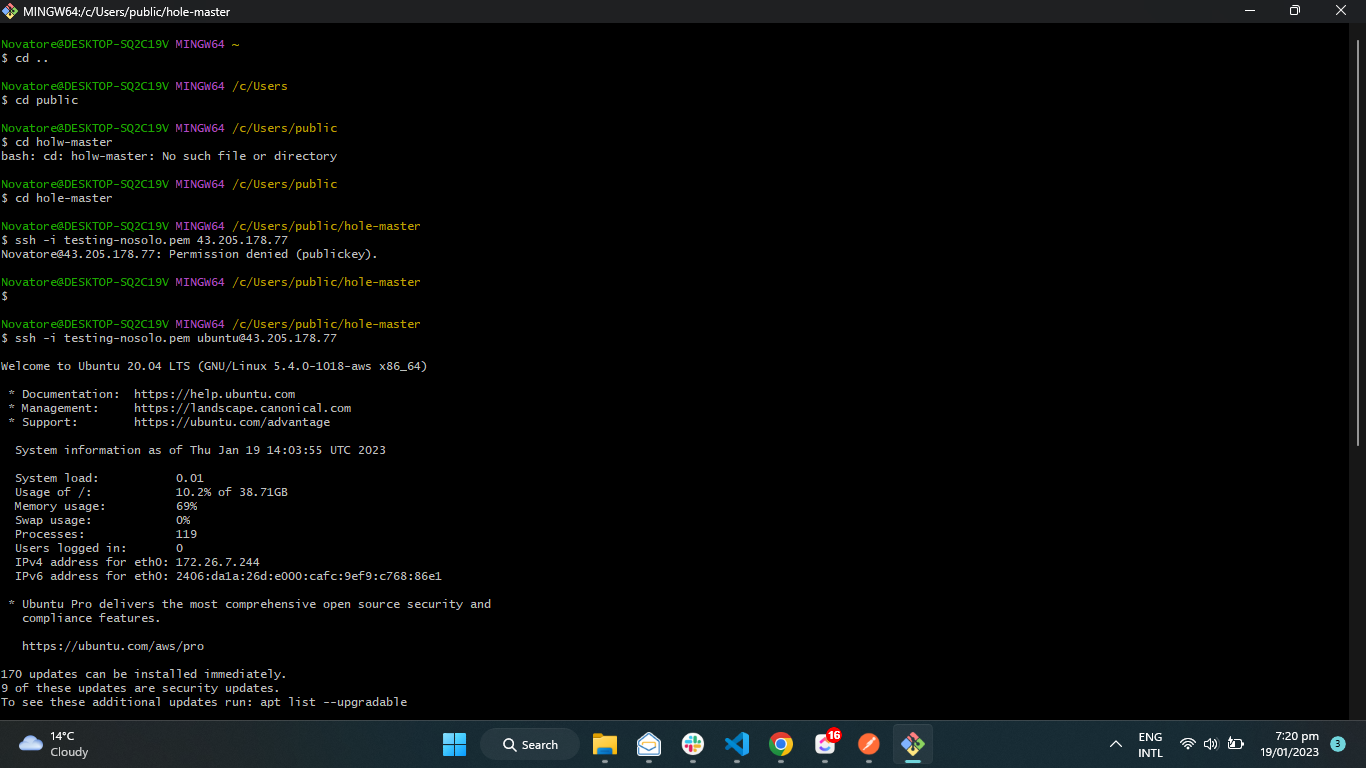 MINGW64:/c/Users/public/hole-master
Novatore@DESKTOP-SQ2C19V MINGW64 ~
$ cd ..
Novatore@DESKTOP-SQ2C19V MINGW64 /c/Users
$ cd public
Novatore@DESKTOP-SQ2C19V MINGW64 /c/Users/public
$ cd holw-master
bash: cd: holw-master: No such file or directory
Novatore@DESKTOP-SQ2C19V MINGW64 /c/Users/public
$ cd hole-master
Novatore@DESKTOP-SQ2C19V MINGW64 /c/Users/public/hole-master
$ ssh -i testing-nosolo.pem 43.205.178.77
Novatore@43.205.178.77: Permission denied (publickey).
Novatore@DESKTOP-SQ2C19V MINGW64 /c/Users/public/hole-master
$
Novatore@DESKTOP-SQ2C19V MINGW64 /c/Users/public/hole-master
$ ssh -i testing-nosolo.pem ubuntu@43.205.178.77
Welcome to Ubuntu 20.04 LTS (GNU/Linux 5.4.0-1018-aws x86_64)
* Documentation:  https://help.ubuntu.com
* Management:     https://landscape.canonical.com
* Support:        https://ubuntu.com/advantage
System information as of Thu Jan 19 14:03:55 UTC 2023
System load:           0.01
Usage of /:            10.2% of 38.71GB
Memory usage:          69%
Swap usage:            0%
Processes:             119
Users logged in:       0
IPv4 address for eth0: 172.26.7.244
IPv6 address for eth0: 2406:da1a:26d:e000:cafc:9ef9:c768:86e1
* Ubuntu Pro delivers the most comprehensive open source security and
compliance features.
https://ubuntu.com/aws/pro
170 updates can be installed immediately.
9 of these updates are security updates.
To see these additional updates run: apt list --upgradable
14°C
Cloudy
Search
16
ENG
INTL
7:20 pm
19/01/2023
3